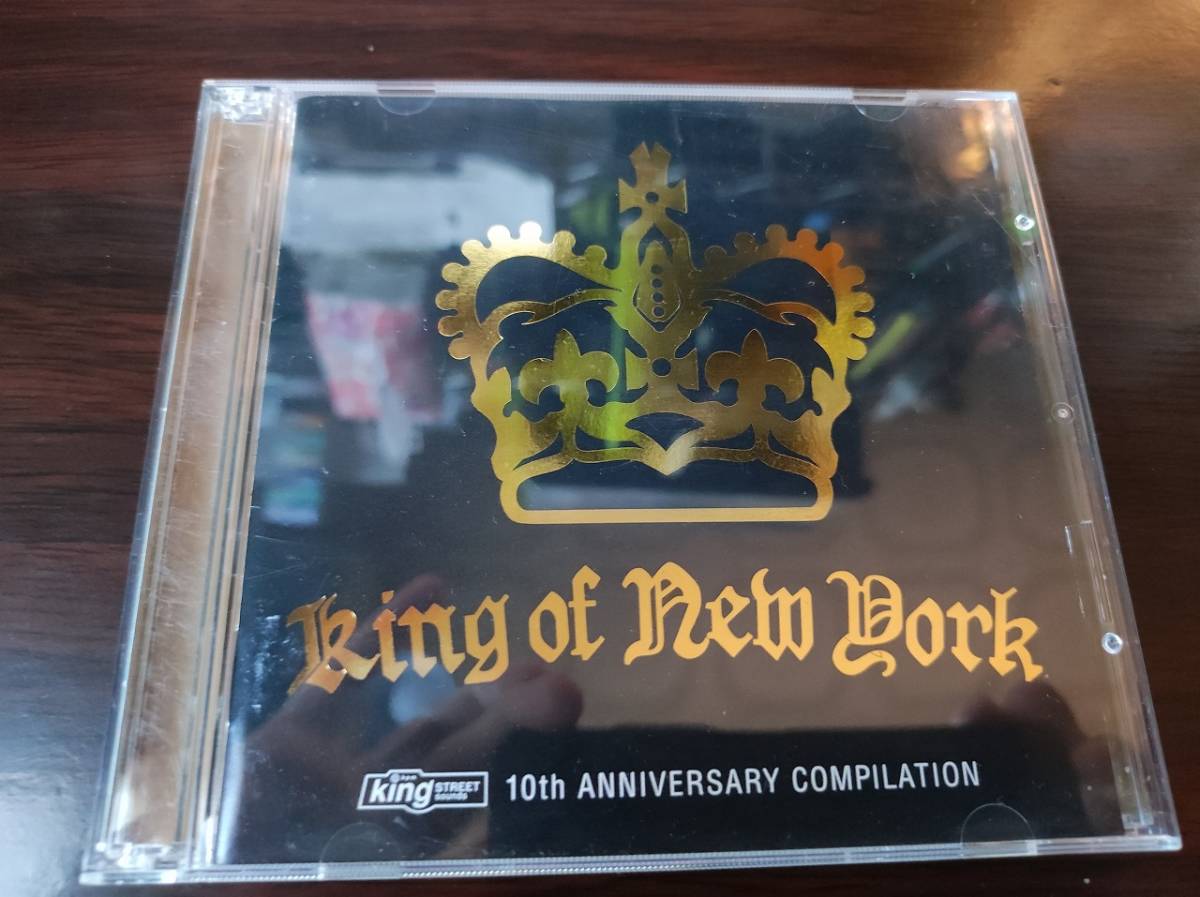 King of New York
king STREET sounds
10th ANNIVERSARY COMPILATION